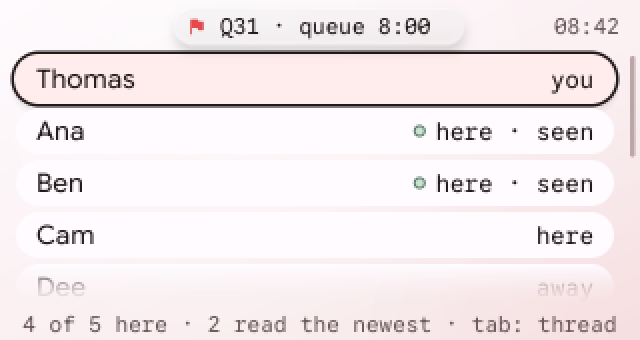 Q31 · queue 8:00
08:42
Thomas you
Ana here · seen
Ben here · seen
Cam here
Dee away
4 of 5 here · 2 read the newest · tab: thread